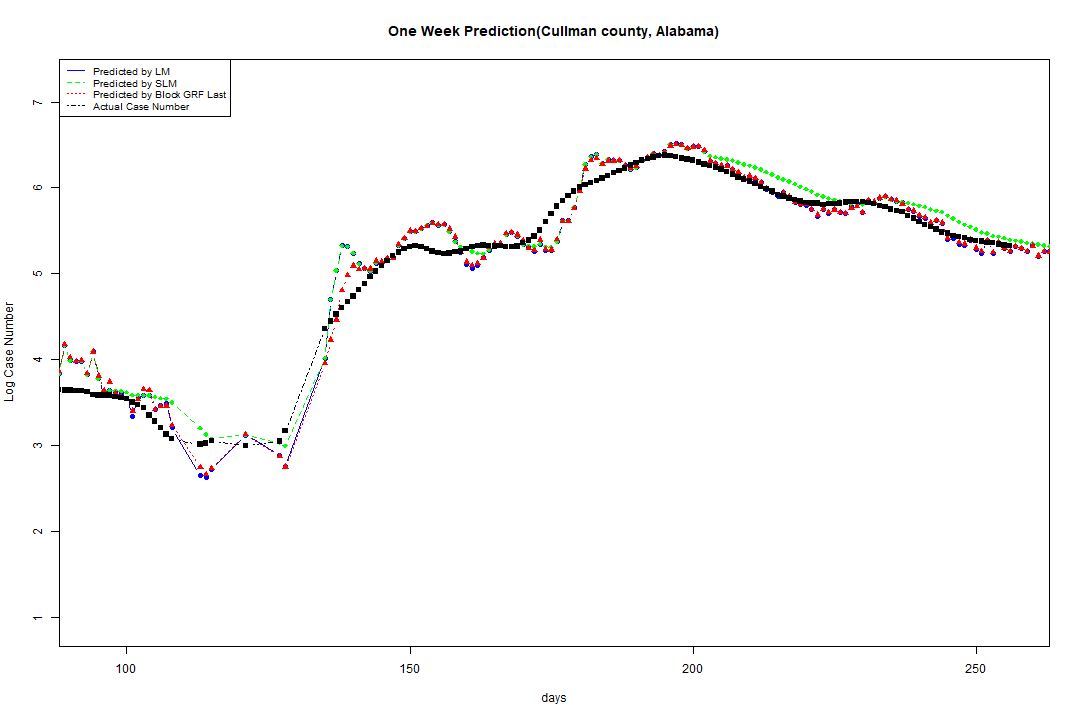 One Week Prediction(Cullman county, Alabama)
Predicted by LM
Predicted by SLM
Predicted by Block GRF Last
Actual Case Number
7
6
5
4
3
2
1
Log Case Number
100 150 200 250
days